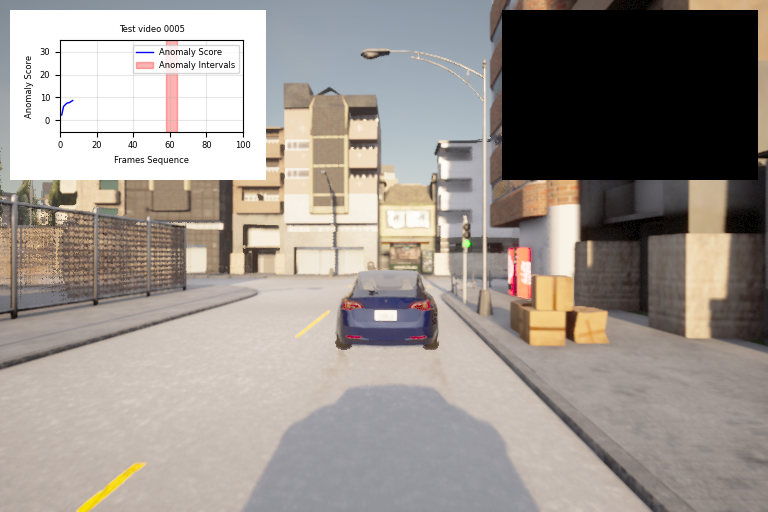 Test video 0005
Anomaly Score
30
20
10
0
Anomaly Score
Anomaly Intervals
0 20 40 60 80 100
Frames Sequence